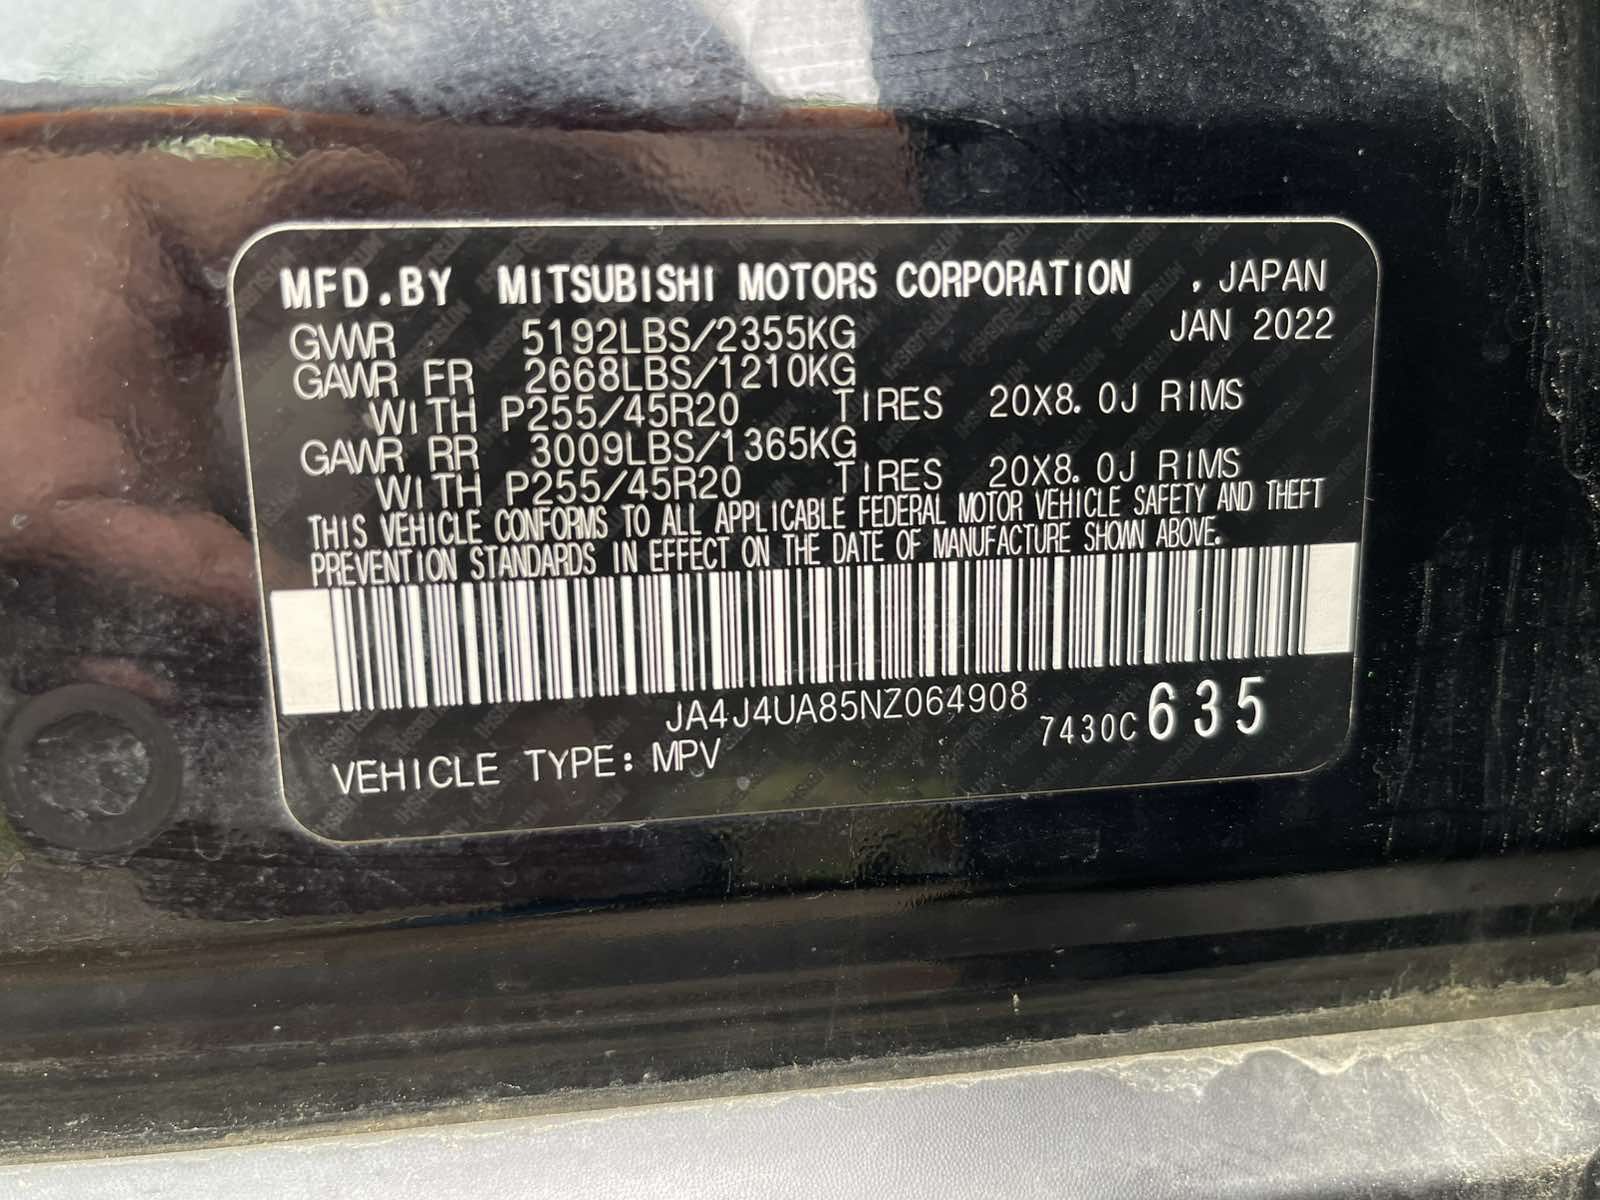 MFD.BY MITSUBISHI MOTORS CORPORATION , JAPAN
GVWR 5192LBS/2355KG JAN 2022
GAWR FR 2668LBS/1210KG
WITH P255/45R20 TIRES 20X8.0J RIMS
GAWR RR 3009LBS/1365KG
WITH P255/45R20 TIRES 20X8.0J RIMS
THIS VEHICLE CONFORMS TO ALL APPLICABLE FEDERAL MOTOR VEHICLE SAFETY AND THEFT
PREVENTION STANDARDS IN EFFECT ON THE DATE OF MANUFACTURE SHOWN ABOVE.
JA4J4UA85NZ064908
7430C 635
VEHICLE TYPE: MPV